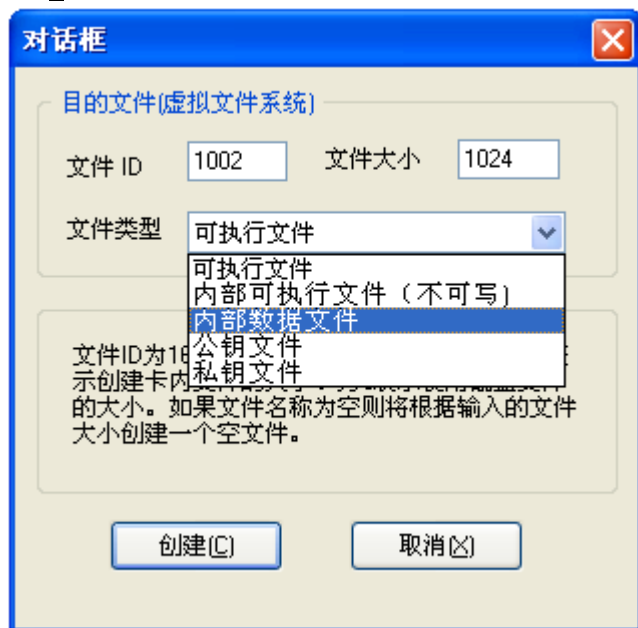 对话框
目的文件(虚拟文件系统)
文件 ID 1002 文件大小 1024
文件类型 可执行文件
可执行文件
内部可执行文件（不可写)
内部数据文件
公钥文件
私钥文件
文件ID为16
示创建卡内
的大小。如果文件名称为空则将根据输入的文件
大小创建一个空文件。
创建(C) 取消(X)